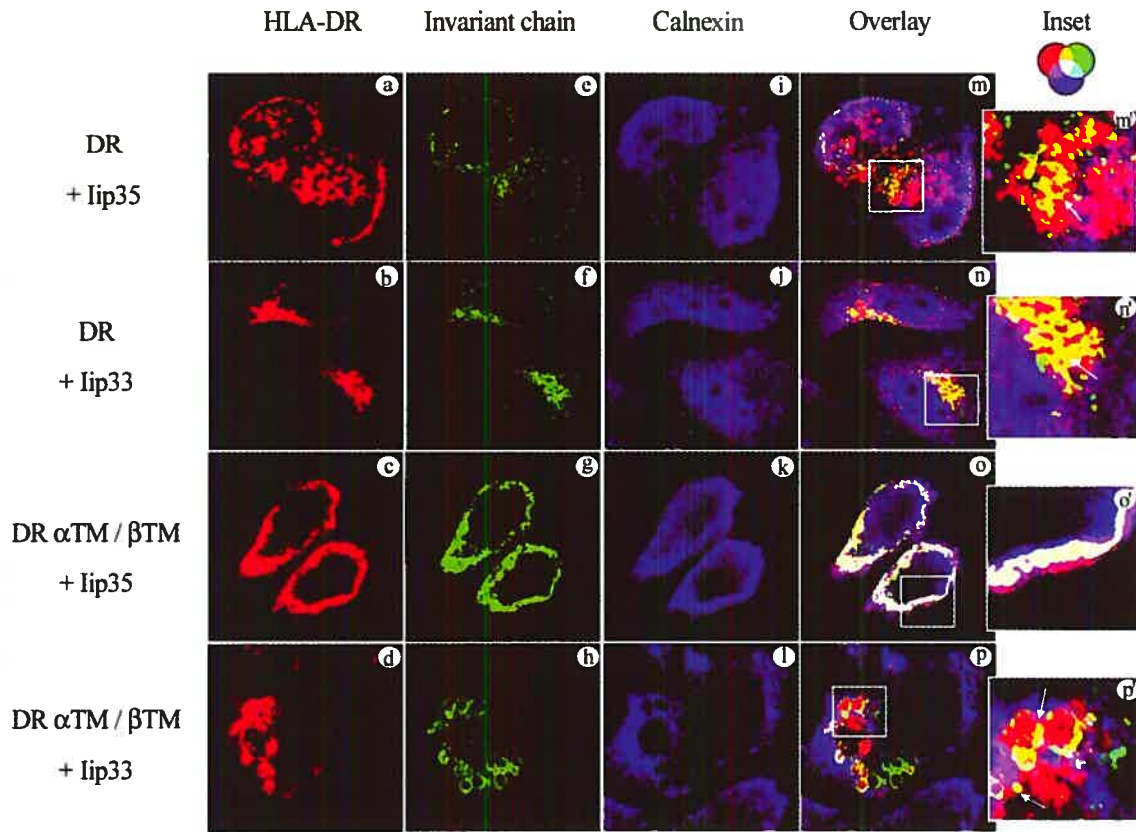 HLA-DR Invariant chain Calnexin Overlay Inset
a e i m m'
DR
+ Iip35
b f j n n'
DR
+ Iip33
c g k o o'
DR αTM / βTM
+ Iip35
d h l p p'
DR αTM / βTM
+ Iip33